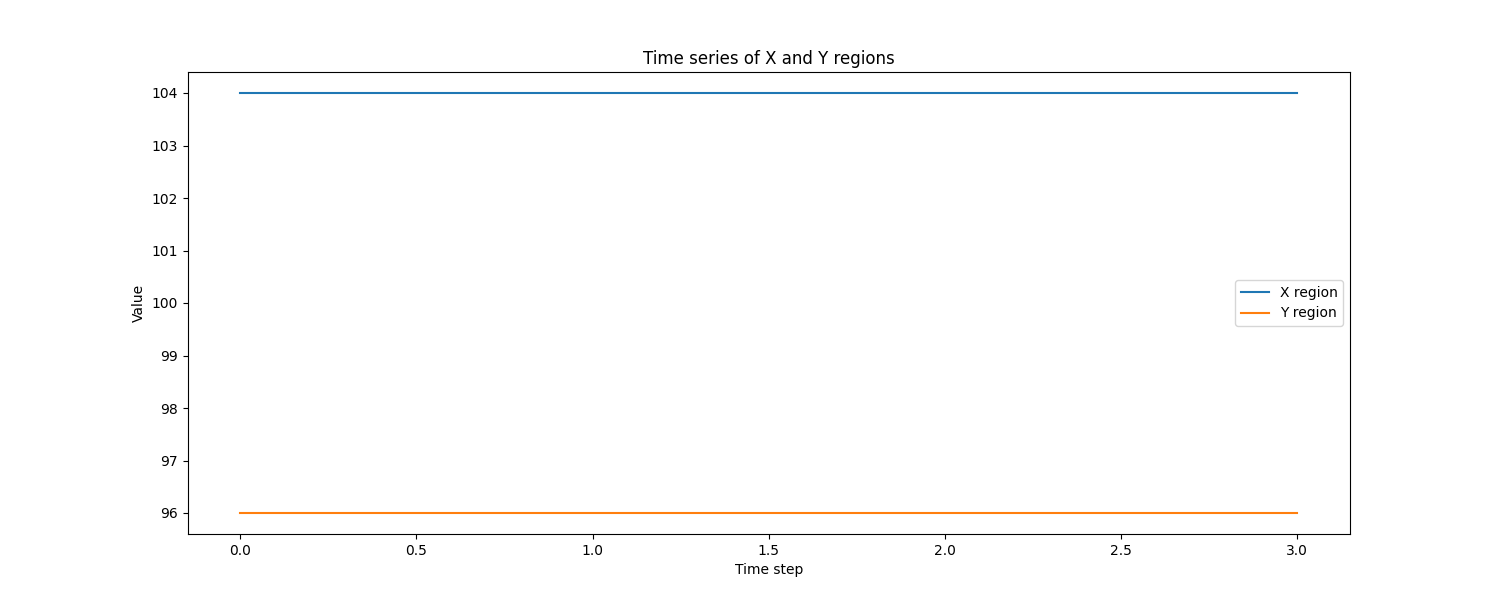 Time series of X and Y regions
104
103
102
101
100
99
98
97
96
Value
X region
Y region
0.0 0.5 1.0 1.5 2.0 2.5 3.0
Time step